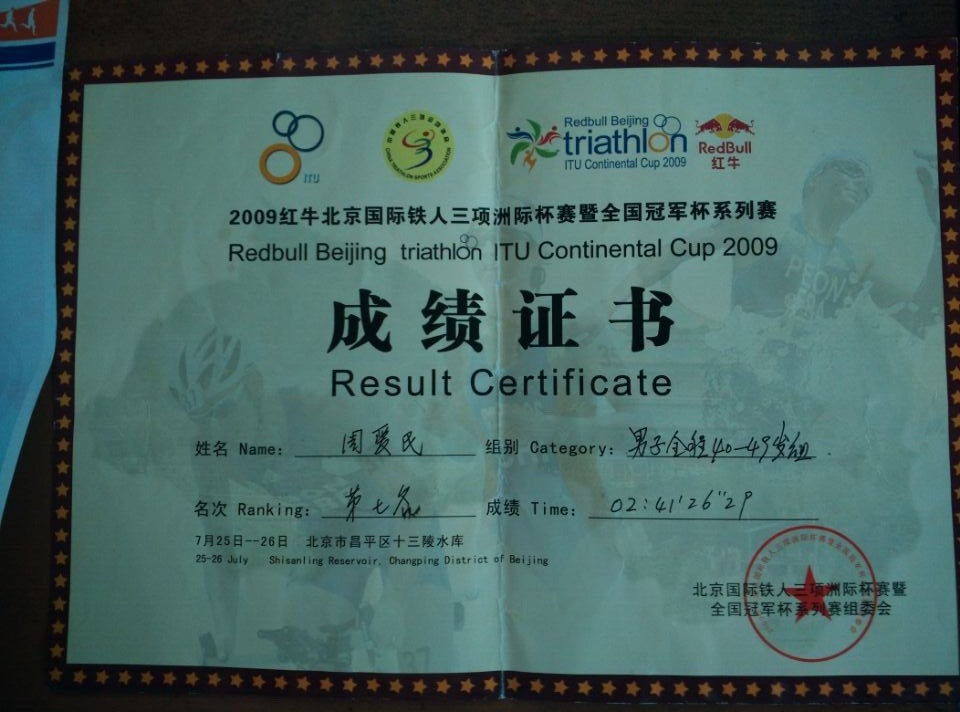 ITU
CHINA TRIATHLON SPORTS ASSOCIATION
Redbull Beijing
triathlon
ITU Continental Cup 2009
RedBull
红牛
2009红牛北京国际铁人三项洲际杯赛暨全国冠军杯系列赛
Redbull Beijing triathlon ITU Continental Cup 2009
成绩证书
Result Certificate
姓名 Name: 周爱民 组别 Category: 男子全程40-49岁组.
名次 Ranking: 第七名 成绩 Time: 02:41'26"29
7月25日--26日 北京市昌平区十三陵水库
25-26 July Shisanling Reservoir, Changping District of Beijing
北京国际铁人三项洲际杯赛暨
全国冠军杯系列赛组委会